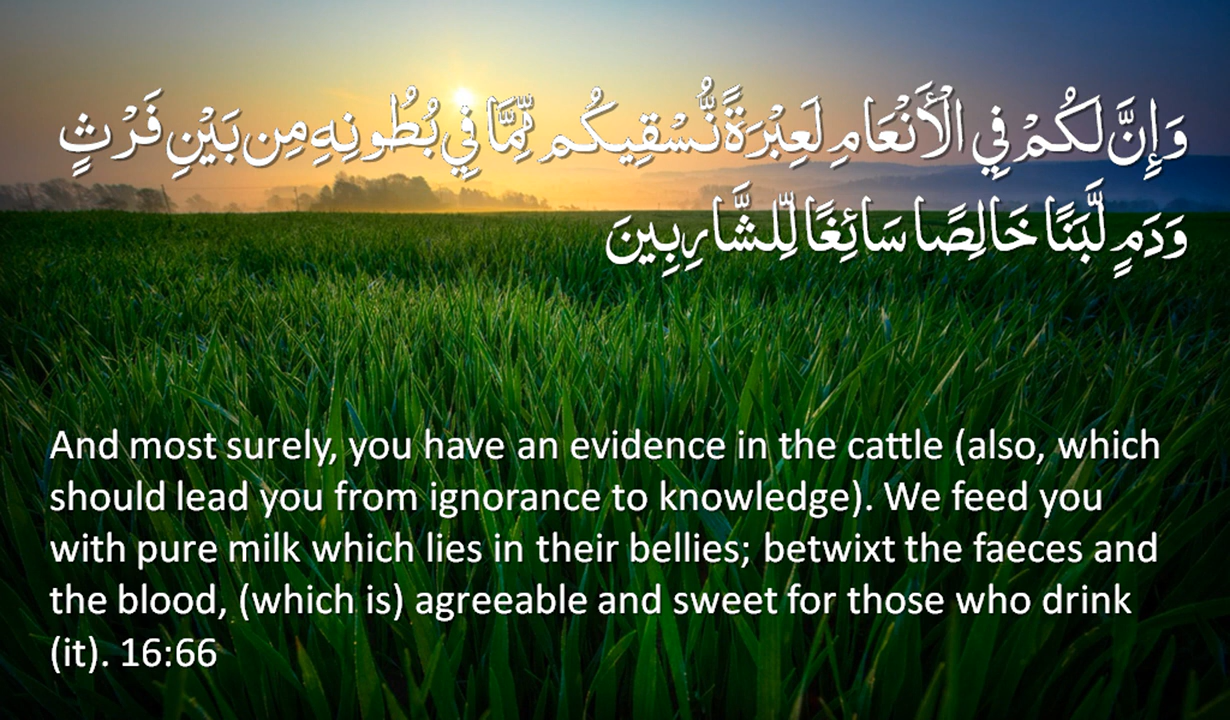 وَإِنَّ لَكُمْ فِي الْأَنْعَامِ لَعِبْرَةً نُّسْقِيكُم مِّمَّا فِي بُطُونِهِ مِن بَيْنِ فَرْثٍ
وَدَمٍ لَّبَنًا خَالِصًا سَائِغًا لِّلشَّارِبِينَ
And most surely, you have an evidence in the cattle (also, which
should lead you from ignorance to knowledge). We feed you
with pure milk which lies in their bellies; betwixt the faeces and
the blood, (which is) agreeable and sweet for those who drink
(it). 16:66